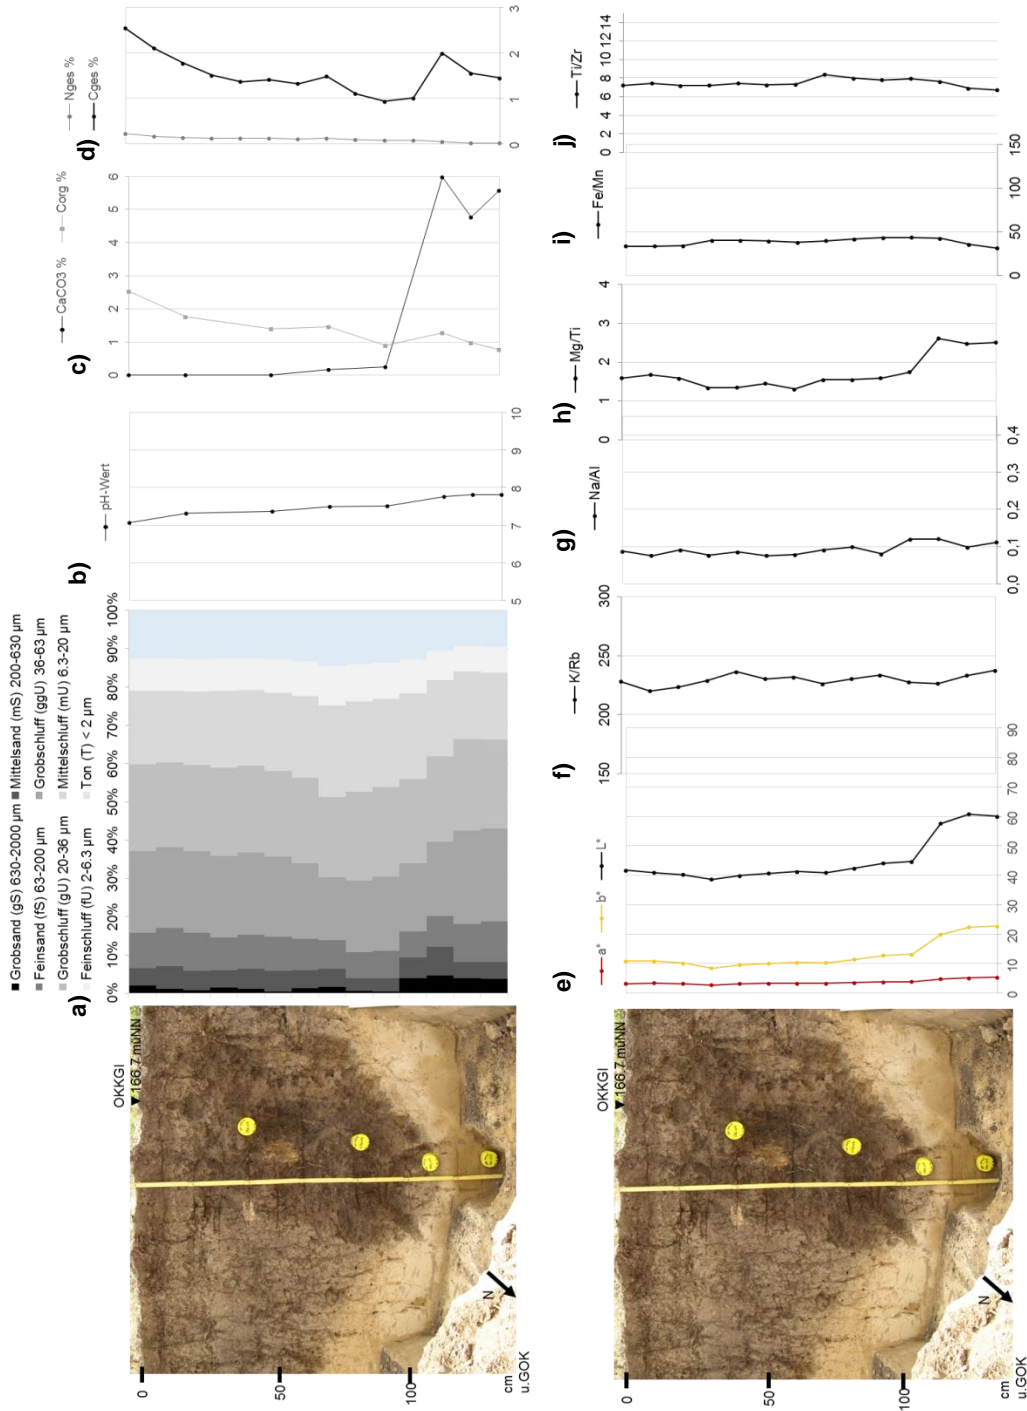 a)
Grobsand (gS) 630-2000 µm
Mittelsand (mS) 200-630 µm
Feinsand (fS) 63-200 µm
Grobschluff (ggU) 36-63 µm
Grobschluff (gU) 20-36 µm
Mittelschluff (mU) 6.3-20 µm
Feinschluff (fU) 2-6.3 µm
Ton (T) < 2 µm
0% 10% 20% 30% 40% 50% 60% 70% 80% 90% 100%
b)
pH-Wert
5 6 7 8 9 10
c)
CaCO3 %
Corg %
0 1 2 3 4 5 6
d)
Nges %
Cges %
0 1 2 3
OKKGI
166.7 müNN
0
50
100
cm
u.GOK
N
e)
a*
b*
L*
0 10 20 30 40 50 60 70 80 90
f)
K/Rb
150 200 250 300
g)
Na/Al
0,0 0,1 0,2 0,3 0,4
h)
Mg/Ti
0 1 2 3 4
i)
Fe/Mn
0 50 100 150
j)
Ti/Zr
0 2 4 6 8 10 12 14
OKKGI
166.7 müNN
0
50
100
cm
u.GOK
N